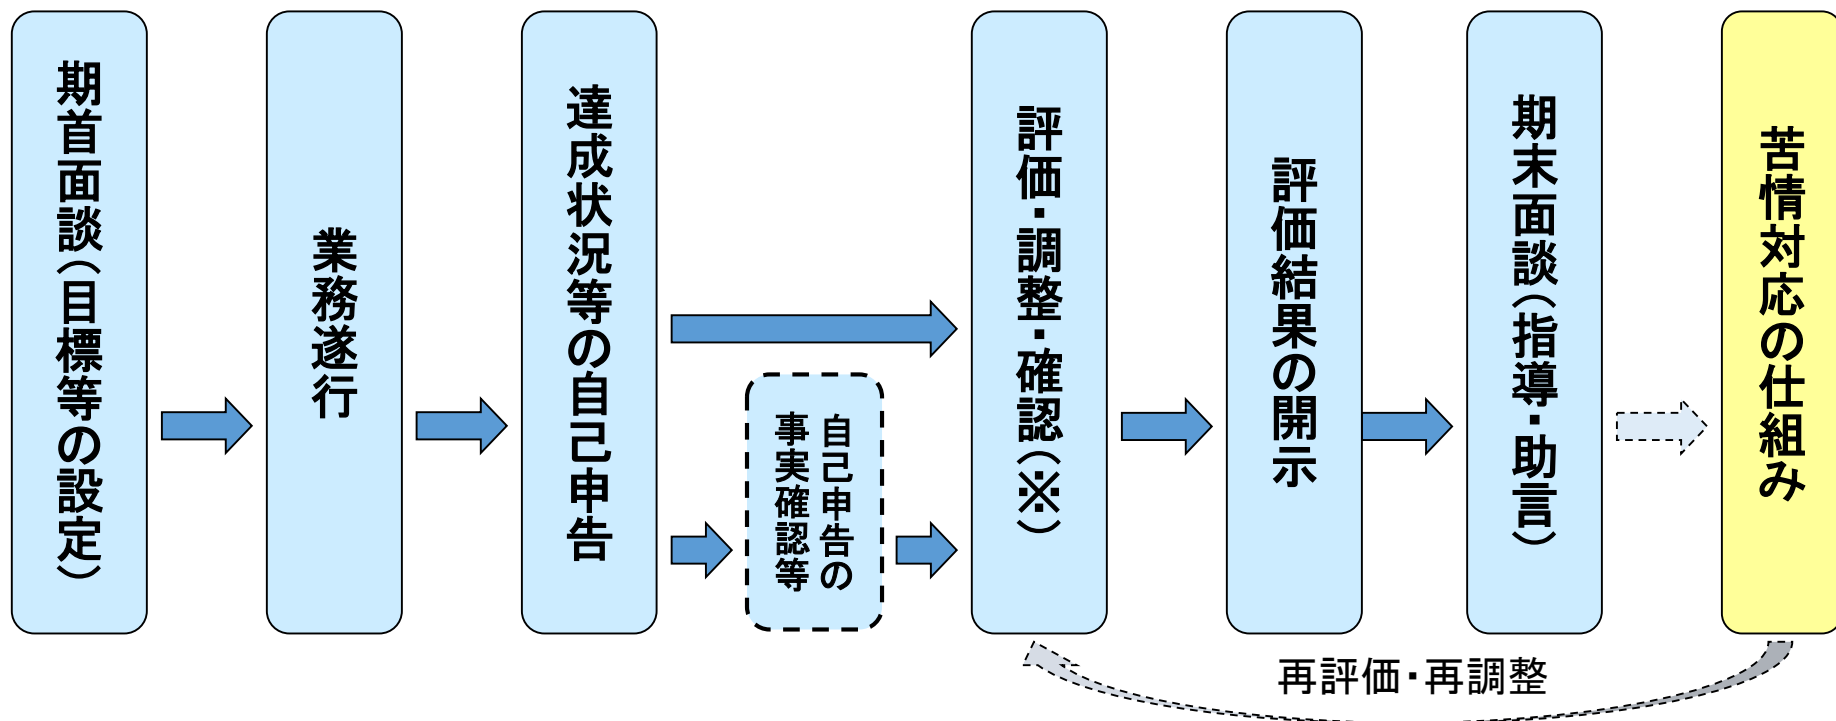 期首面談（目標等の設定）
業務遂行
達成状況等の自己申告
自己申告の
事実確認等
評価・調整・確認（※）
評価結果の開示
期末面談（指導・助言）
苦情対応の仕組み
再評価・再調整